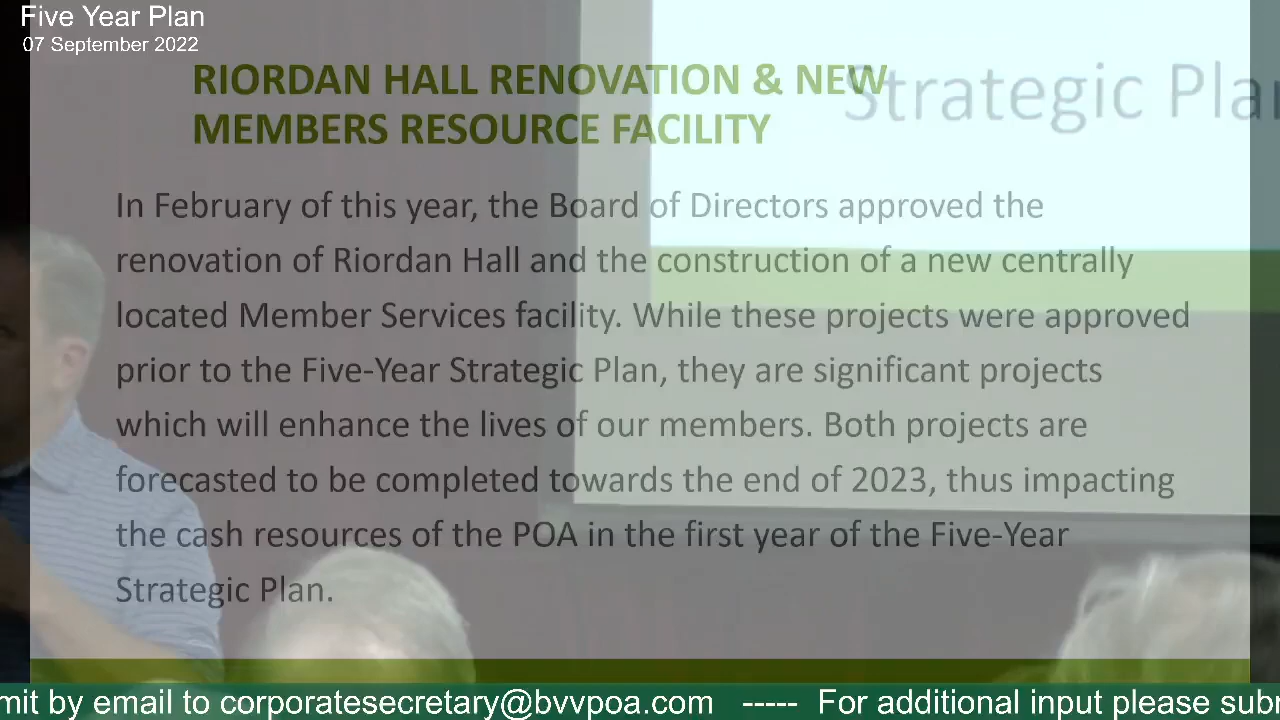 Five Year Plan
07 September 2022
RIORDAN HALL RENOVATION & NEW
MEMBERS RESOURCE FACILITY
Strategic
In February of this year, the Board of Directors approved the
renovation of Riordan Hall and the construction of a new centrally
located Member Services facility. While these projects were approved
prior to the Five-Year Strategic Plan, they are significant projects
which will enhance the lives of our members. Both projects are
forecasted to be completed towards the end of 2023, thus impacting
the cash resources of the POA in the first year of the Five-Year
Strategic Plan.
by email to corporatesecretary@bvvpoa.com ----- For additional input please